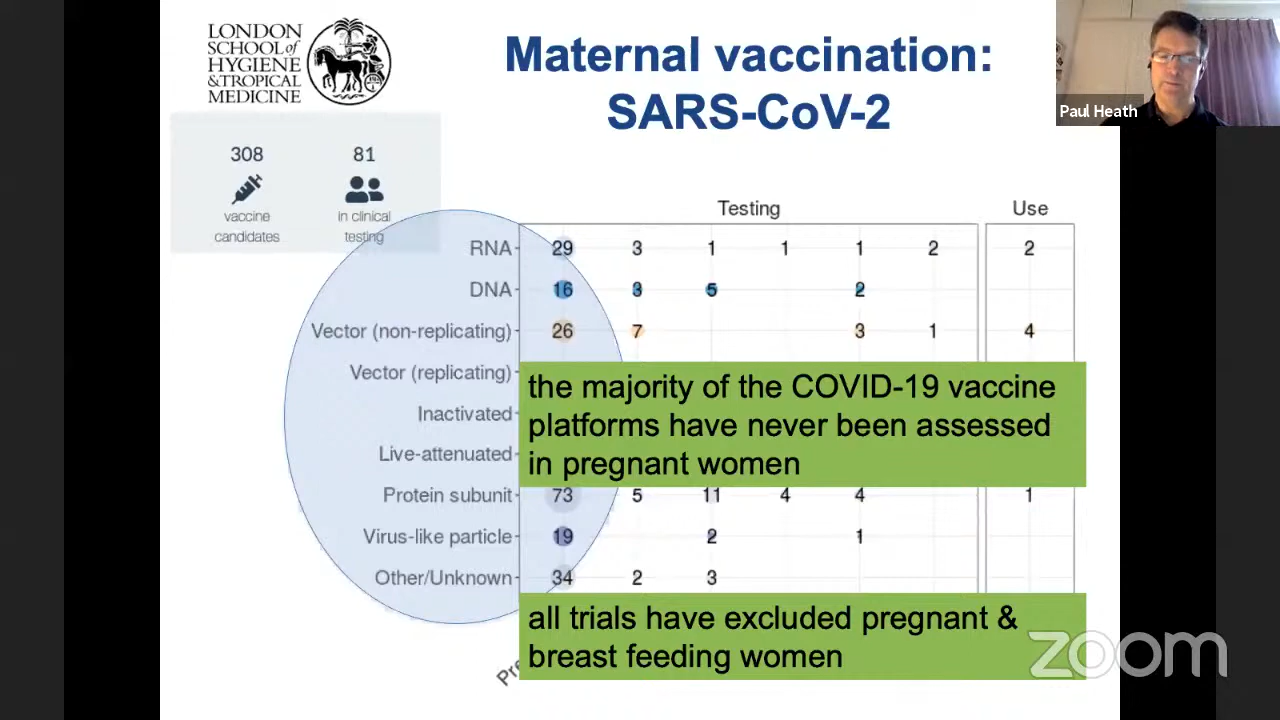 LONDON
SCHOOL of
HYGIENE
& TROPICAL
MEDICINE
Maternal vaccination:
SARS-CoV-2
Paul Heath
308 81
vaccine in clinical
candidates testing
Testing Use
RNA 29 3 1 1 1 2 2
DNA 16 3 5 2
Vector (non-replicating) 26 7 3 1 4
Vector (replicating)
Inactivated
Live-attenuated
the majority of the COVID-19 vaccine
platforms have never been assessed
in pregnant women
Protein subunit 73 5 11 4 4 1
Virus-like particle 19 2 1
Other/Unknown 34 2 3
all trials have excluded pregnant &
breast feeding women
zoom